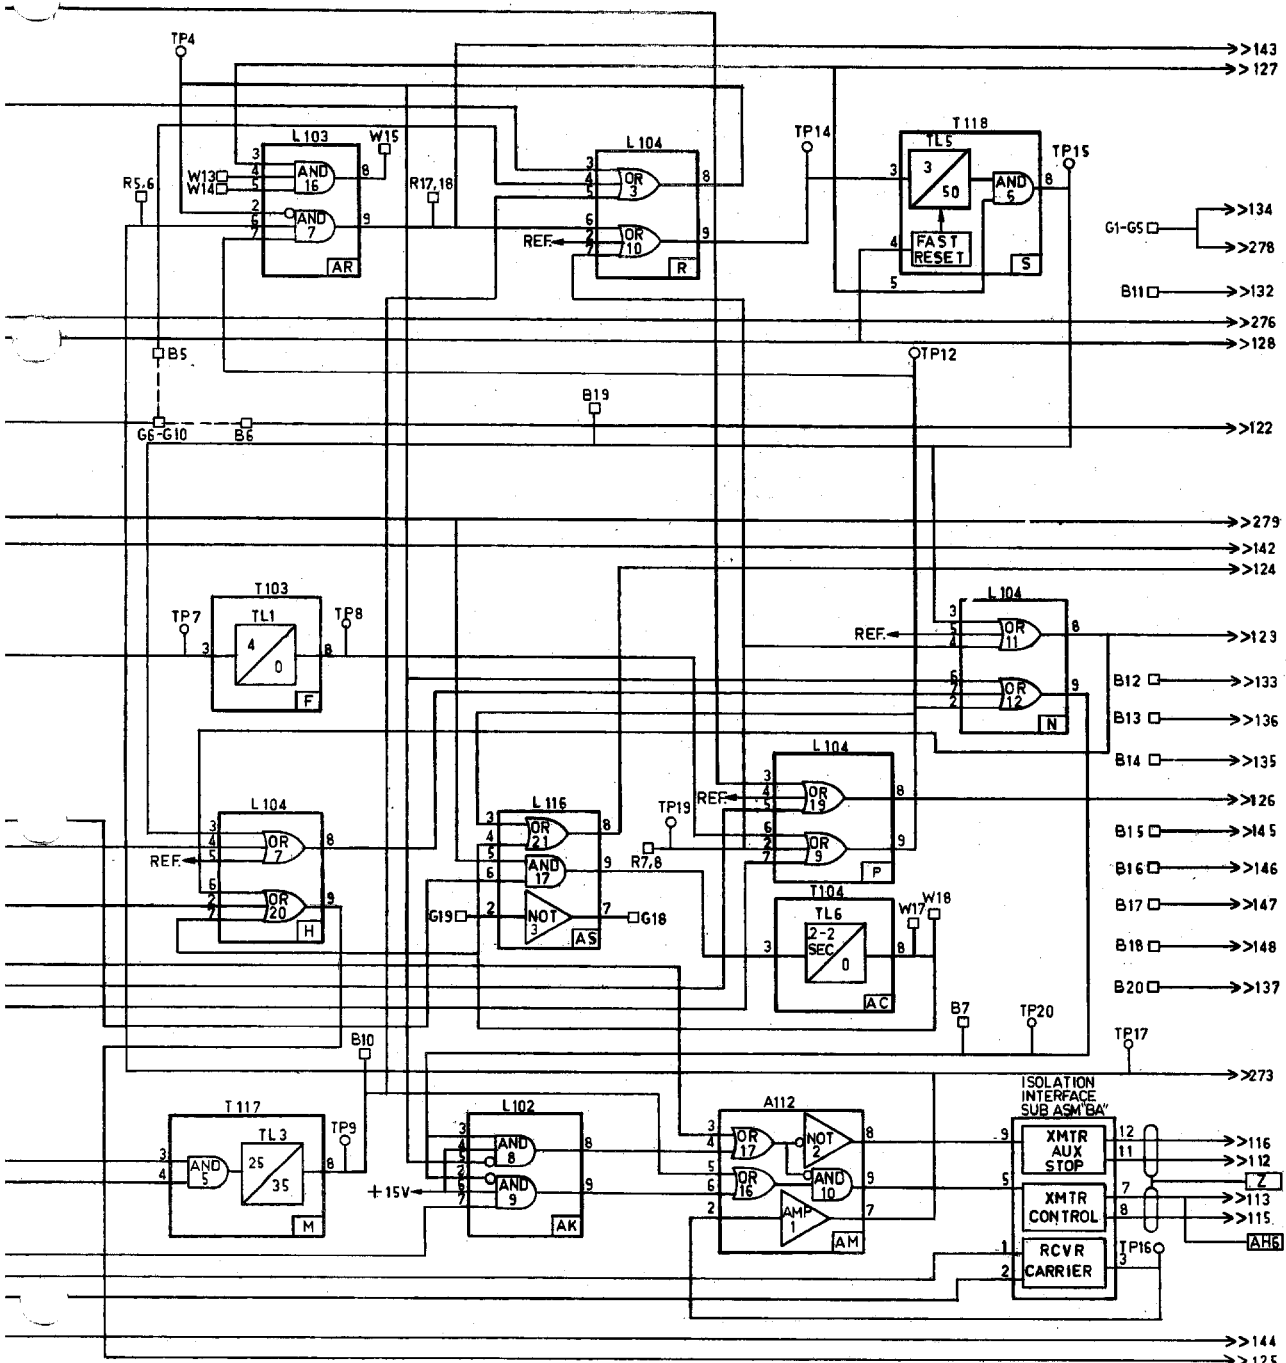 TP4
>>143
>>127
L103
W15
L104
TP14
T118
TL5
TP15
3
4
5
W13
W14
AND
16
8
R5,6
R17,18
3
4
5
OR
3
8
3
3
50
AND
6
8
2
6
7
AND
7
9
6
2
7
OR
10
9
REF.
4
FAST
RESET
5
AR
R
S
G1-G5
>>134
>>278
B11
>>132
>>276
>>128
B5
TP12
B19
G6-G10
B6
>>122
>>279
>>142
>>124
T103
TL1
TP7
TP8
3
4
0
8
F
L104
3
5
4
OR
11
8
REF.
>>123
6
7
2
OR
12
9
N
B12
>>133
B13
>>136
B14
>>135
L104
3
4
5
OR
19
8
REF.
>>126
TP19
R7,8
6
2
7
OR
9
9
P
B15
>>145
B16
>>146
B17
>>147
B18
>>148
B20
>>137
L104
3
4
5
OR
7
8
REF.
6
2
7
OR
20
9
H
L116
3
4
OR
21
8
5
6
AND
17
9
G19
2
NOT
3
7
G18
AS
T104
TL6
3
2-2
SEC
0
8
W17
W18
AC
B7
TP20
TP17
B10
>>273
T117
TL3
TP9
3
4
AND
5
25
35
8
M
L102
3
4
5
AND
8
8
2
6
7
AND
9
9
+15V
AK
A112
3
4
OR
17
NOT
2
8
5
6
OR
16
AND
10
9
2
AMP
1
7
AM
ISOLATION
INTERFACE
SUB ASM"BA"
9
XMTR
AUX
STOP
12
11
>>116
>>112
Z
5
XMTR
CONTROL
7
8
>>113
>>115
AH6
1
2
RCVR
CARRIER
3
TP16
>>144
>>125